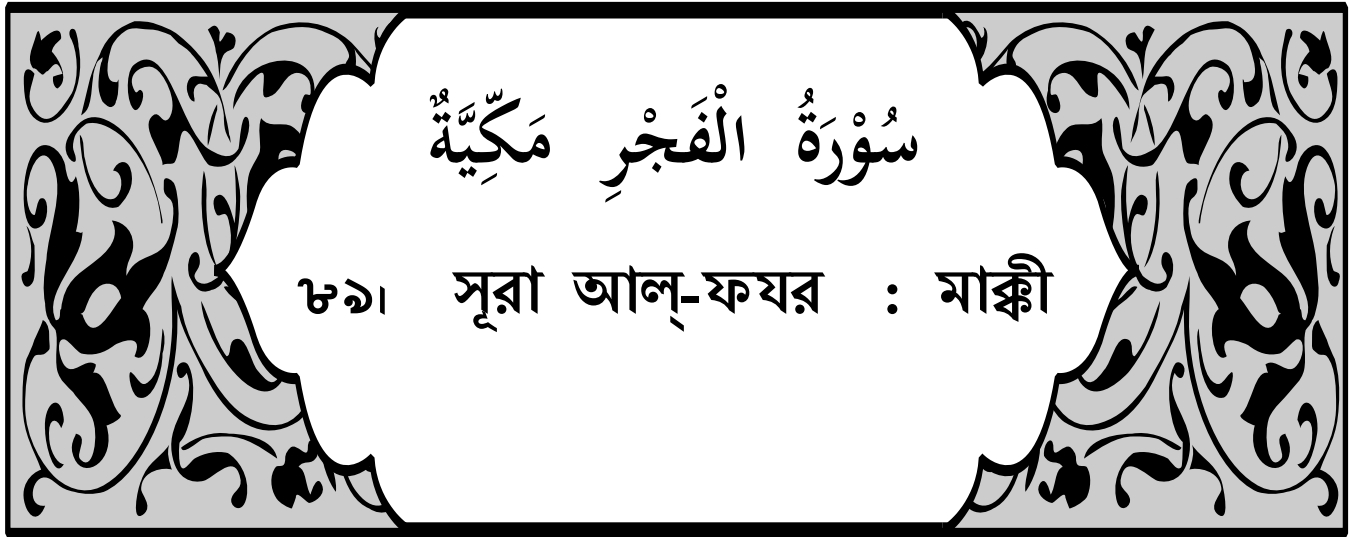 سُوْرَةُ الْفَجْرِ مَكِّيَّةٌ
৮৯। সূরা আল্-ফযর : মাক্কী